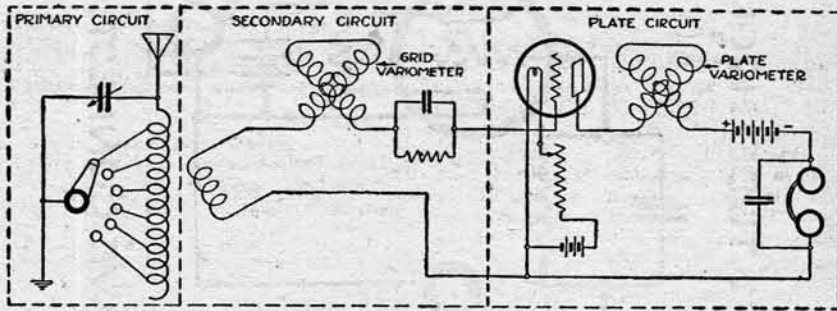 PRIMARY CIRCUIT
SECONDARY CIRCUIT
PLATE CIRCUIT
GRID
VARIOMETER
PLATE
VARIOMETER
+
-